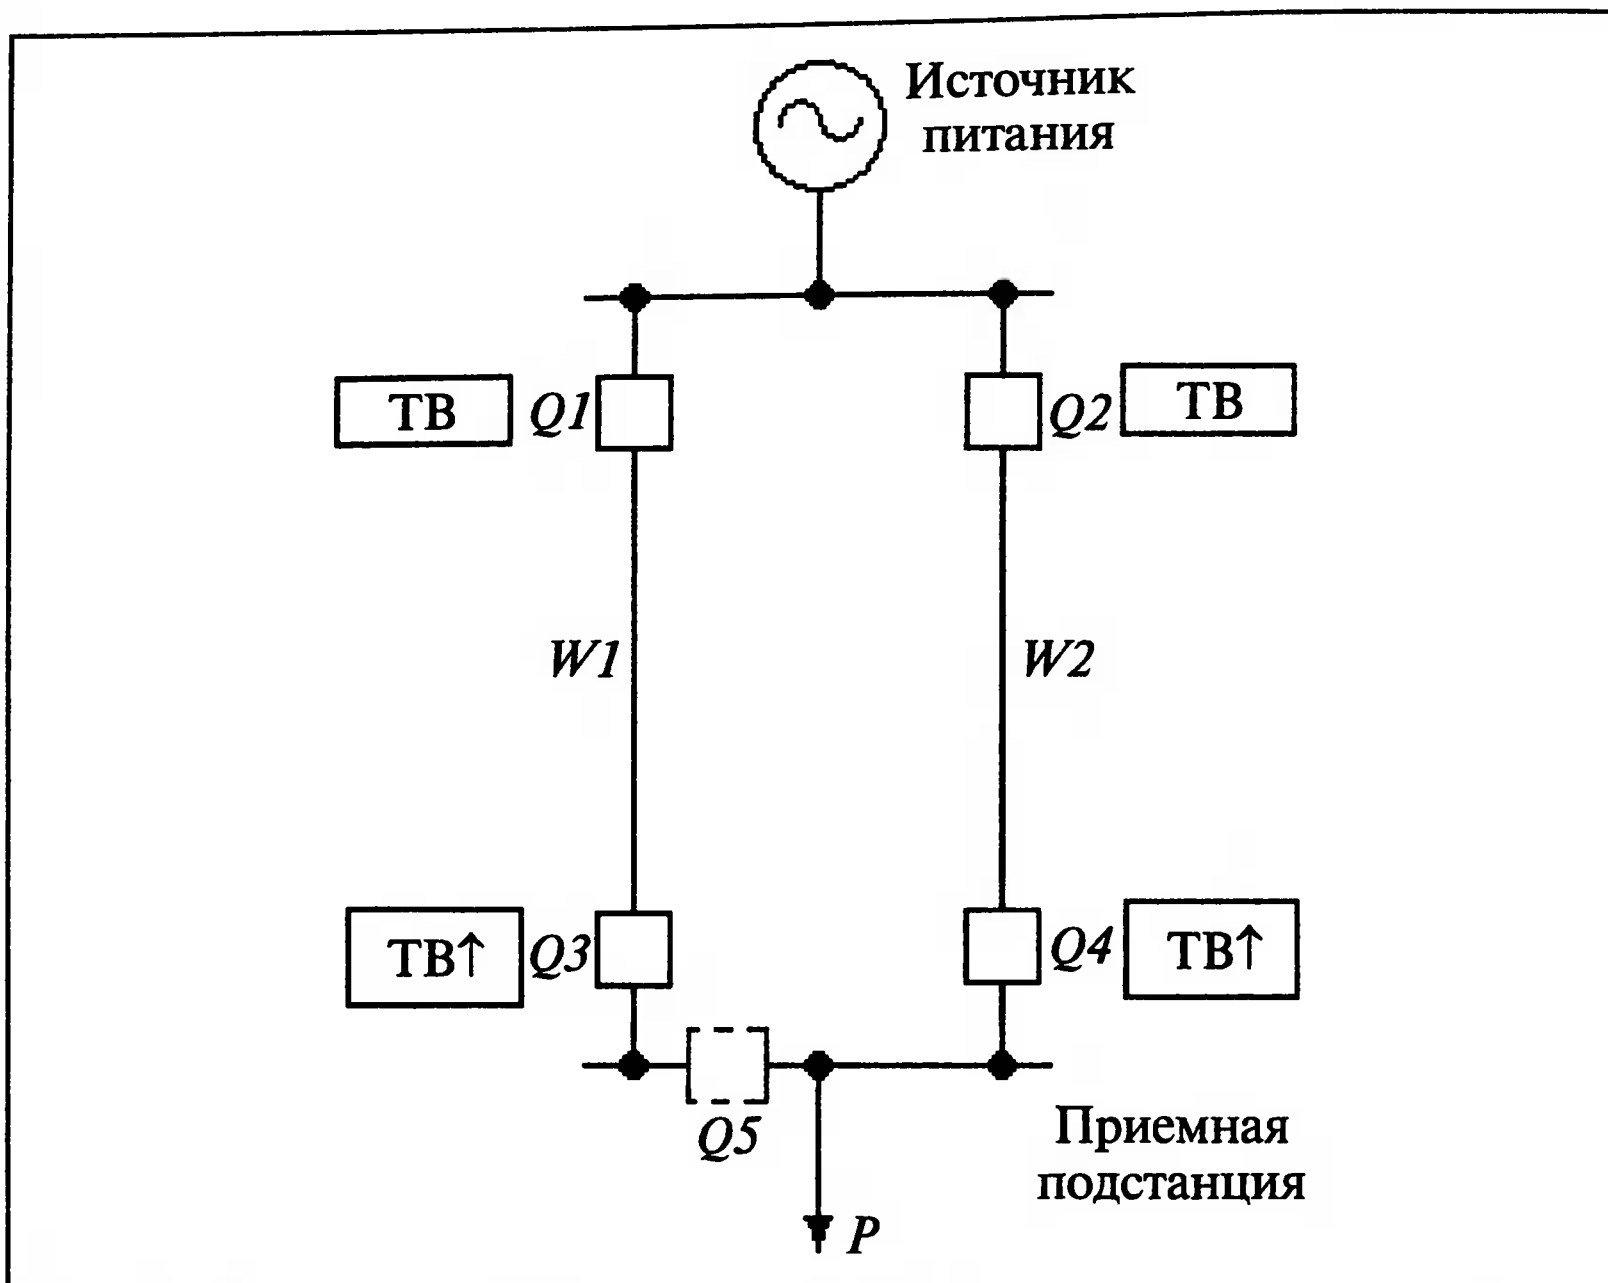 Источник
питания
ТВ Q1 Q2 ТВ
W1 W2
ТВ↑ Q3 Q4 ТВ↑
Q5
Приемная
подстанция
P